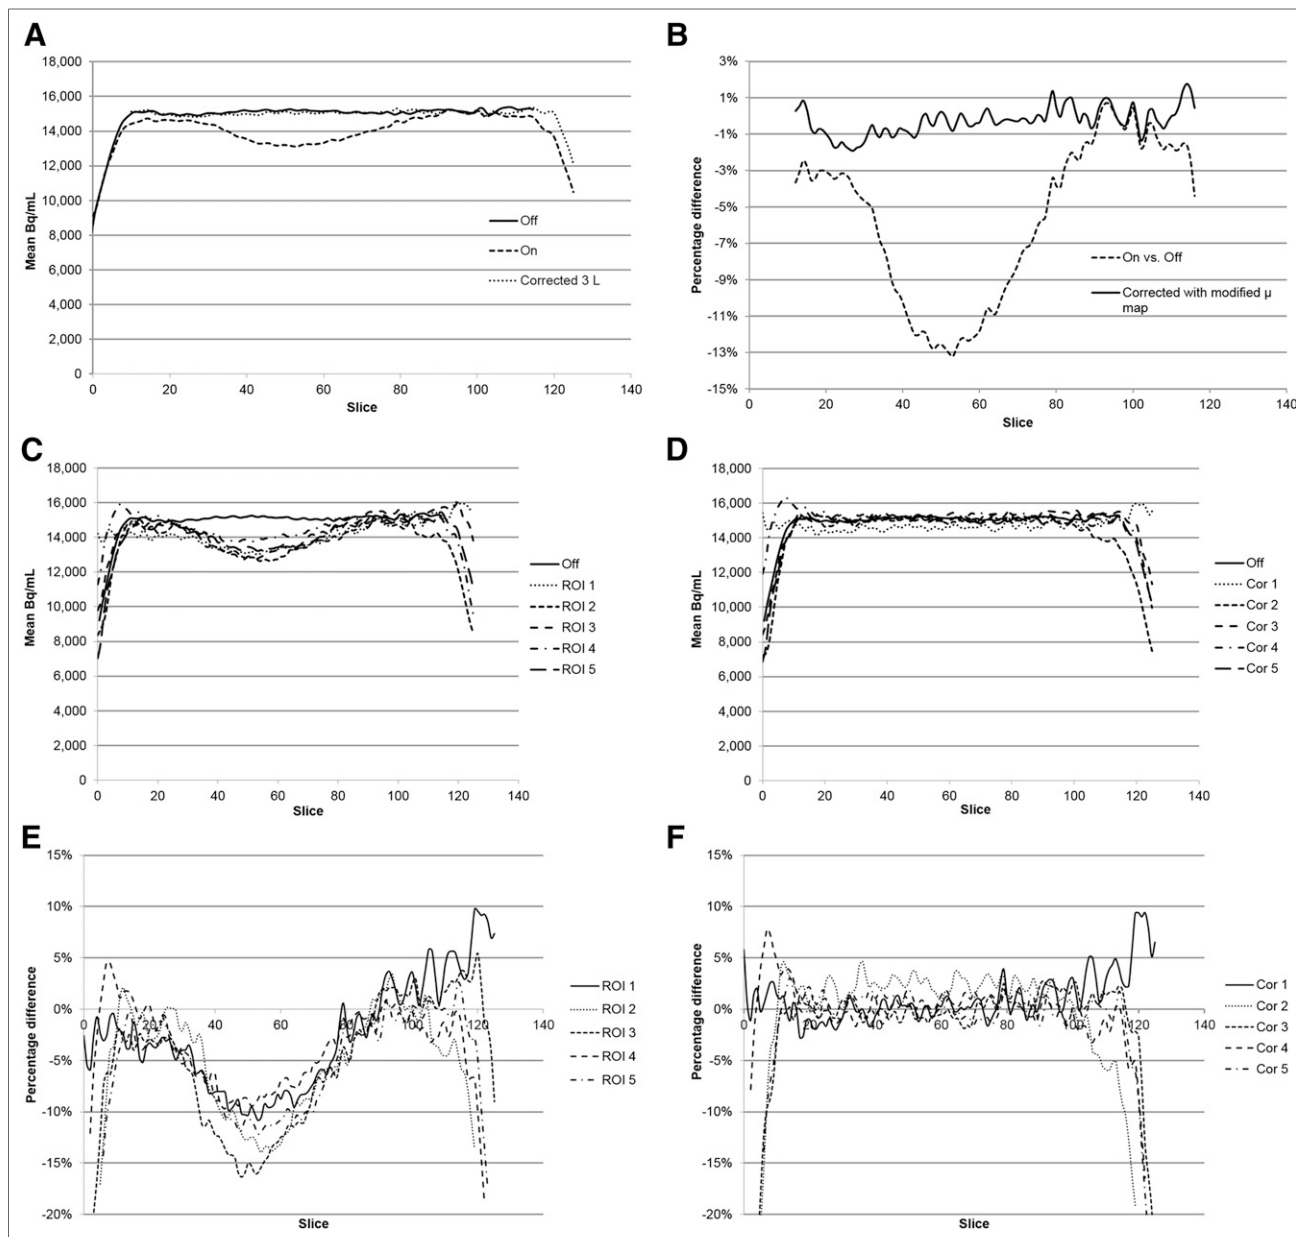 A
18,000
16,000
14,000
12,000
10,000
8,000
6,000
4,000
2,000
0
Mean Bq/mL
Off
On
Corrected 3 L
0 20 40 60 80 100 120 140
Slice
B
3%
1%
-1%
-3%
-5%
-7%
-9%
-11%
-13%
-15%
Percentage difference
On vs. Off
Corrected with modified μ
map
0 20 40 60 80 100 120 140
Slice
C
18,000
16,000
14,000
12,000
10,000
8,000
6,000
4,000
2,000
0
Mean Bq/mL
Off
ROI 1
ROI 2
ROI 3
ROI 4
ROI 5
0 20 40 60 80 100 120 140
Slice
D
18,000
16,000
14,000
12,000
10,000
8,000
6,000
4,000
2,000
0
Mean Bq/mL
Off
Cor 1
Cor 2
Cor 3
Cor 4
Cor 5
0 20 40 60 80 100 120 140
Slice
E
15%
10%
5%
0%
-5%
-10%
-15%
-20%
Percentage difference
0 20 40 60 80 100 120 140
ROI 1
ROI 2
ROI 3
ROI 4
ROI 5
Slice
F
15%
10%
5%
0%
-5%
-10%
-15%
-20%
Percentage difference
0 20 40 60 80 100 120 140
Cor 1
Cor 2
Cor 3
Cor 4
Cor 5
Slice